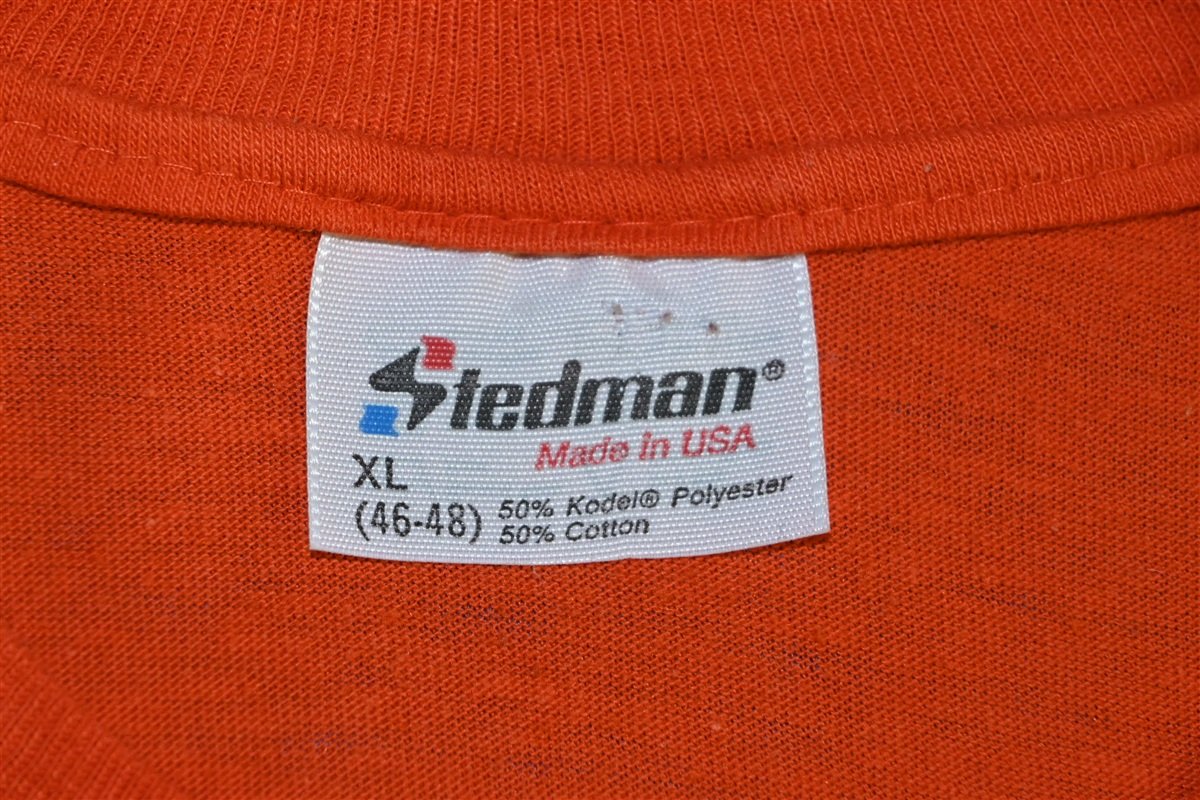 Stedman®
Made in USA
XL
(46-48)
50% Kodel® Polyester
50% Cotton